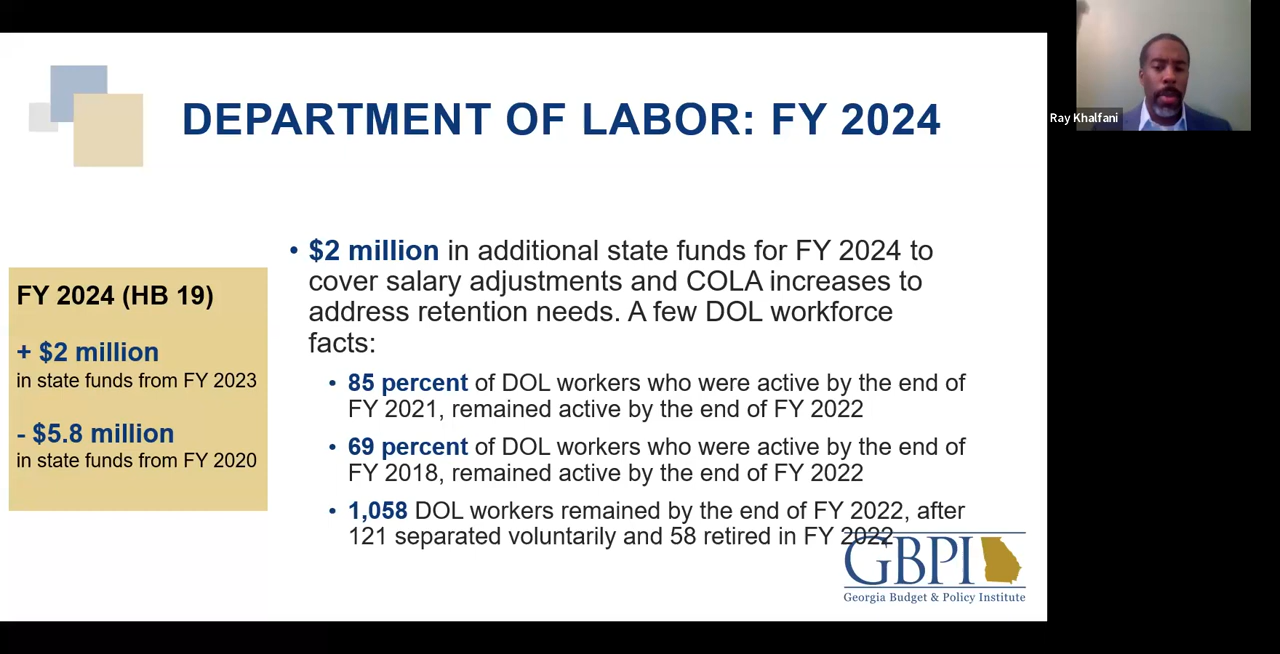 DEPARTMENT OF LABOR: FY 2024
Ray Khalfani
FY 2024 (HB 19)
+ $2 million
in state funds from FY 2023
- $5.8 million
in state funds from FY 2020
• $2 million in additional state funds for FY 2024 to
cover salary adjustments and COLA increases to
address retention needs. A few DOL workforce
facts:
• 85 percent of DOL workers who were active by the end of
FY 2021, remained active by the end of FY 2022
• 69 percent of DOL workers who were active by the end of
FY 2018, remained active by the end of FY 2022
• 1,058 DOL workers remained by the end of FY 2022, after
121 separated voluntarily and 58 retired in FY 2022
GBPI
Georgia Budget & Policy Institute